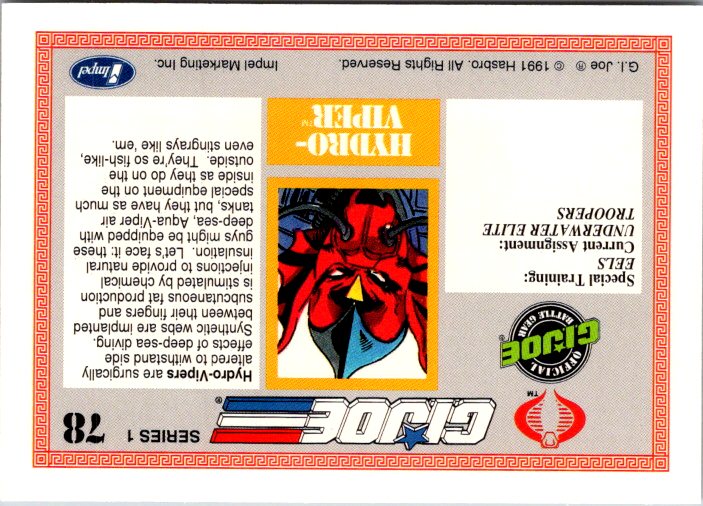 G.I.JOE®
SERIES 1
78
™
OFFICIAL
G.I.JOE
BATTLE GEAR
Special Training:
EELS
Current Assignment:
UNDERWATER ELITE
TROOPERS
HYDRO-
VIPER™
Hydro-Vipers are surgically
altered to withstand side
effects of deep-sea diving.
Synthetic webs are implanted
between their fingers and
subcutaneous fat production
is stimulated by chemical
injections to provide natural
insulation. Let's face it: these
guys might be equipped with
deep-sea, Aqua-Viper air
tanks, but they have as much
special equipment on the
inside as they do on the
outside. They're so fish-like,
even stingrays like 'em.
G.I. Joe ® © 1991 Hasbro. All Rights Reserved.
Impel Marketing Inc.
Impel